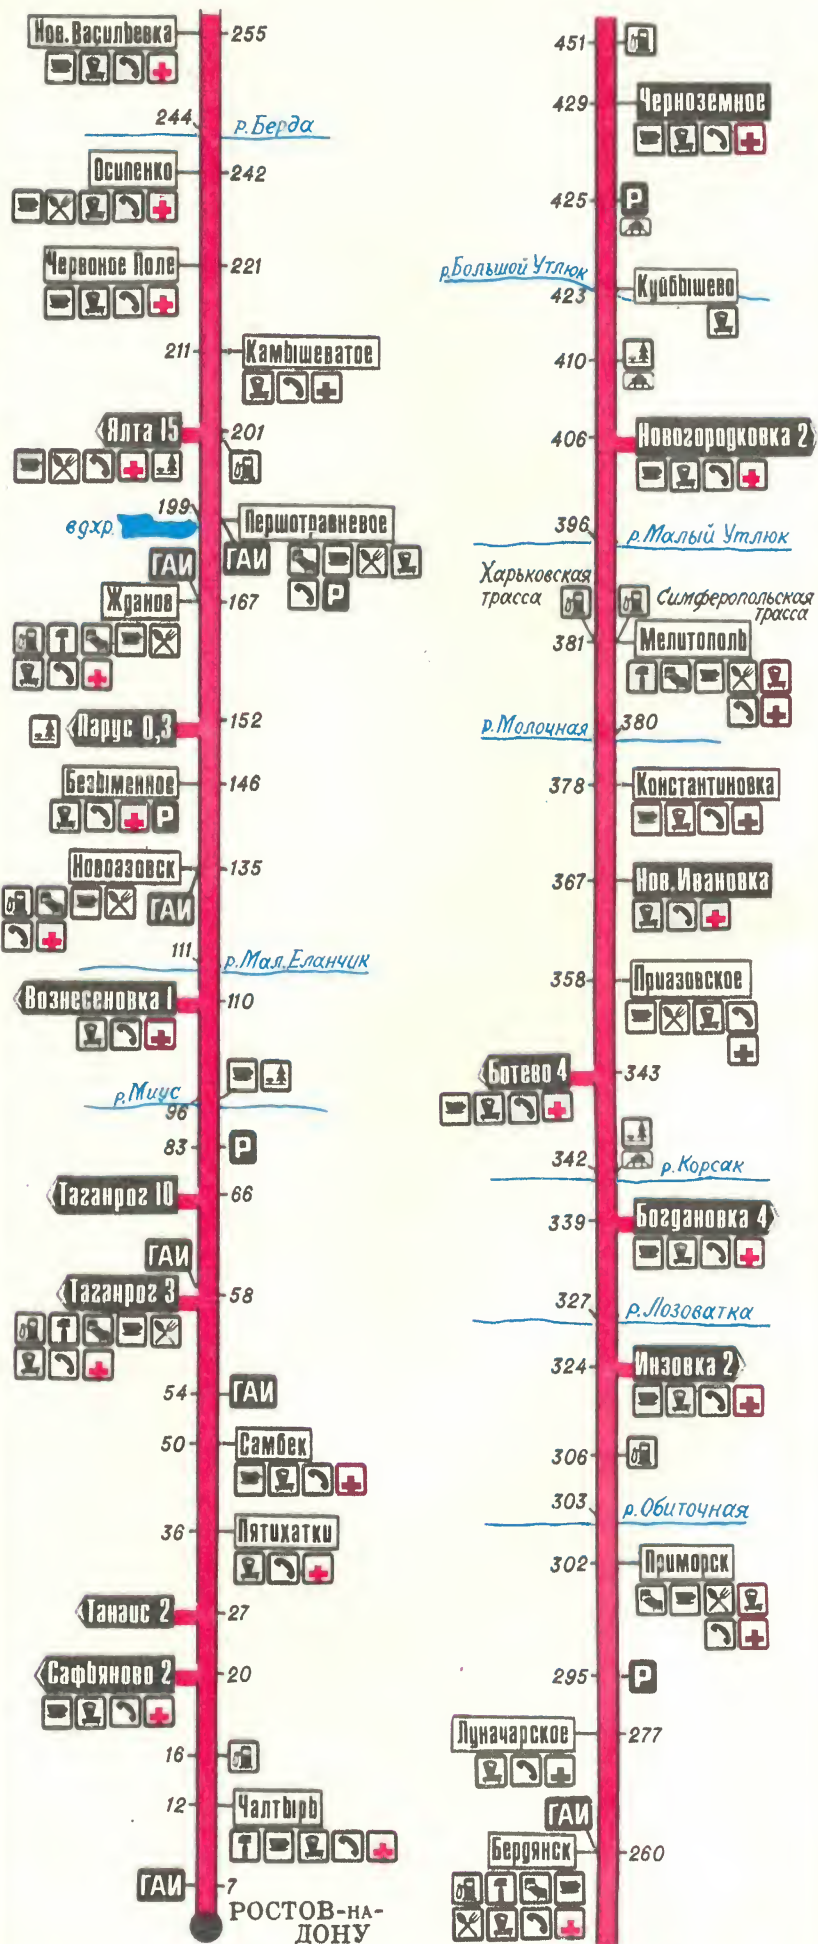 Нов. Васильевка
255
244
р. Берда
Осипенко
242
Червоное Поле
221
211
Камышеватое
Ялта 15
201
199
вдхр.
Першотравневое
ГАИ
ГАИ
Р
Жданов
167
Парус 0,3
152
Безыменное
146
Р
Новоазовск
135
ГАИ
111
р. Мал. Еланчик
Вознесеновка 1
110
р. Миус
96
83
Р
Таганрог 10
66
ГАИ
Таганрог 3
58
54
ГАИ
50
Самбек
36
Пятихатки
Танаис 2
27
Сафьяново 2
20
16
12
Чалтырь
ГАИ
7
РОСТОВ-НА-
ДОНУ
451
429
Черноземное
425
Р
р. Большой Утлюк
423
Куйбышево
410
406
Новогородковка 2
396
р. Малый Утлюк
Харьковская
трасса
Симферопольская
трасса
381
Мелитополь
р. Молочная
380
378
Константиновка
367
Нов. Ивановка
358
Приазовское
Ботево 4
343
342
р. Корсак
339
Богдановка 4
327
р. Лозоватка
324
Инзовка 2
306
303
р. Обиточная
302
Приморск
295
Р
Луначарское
277
ГАИ
Бердянск
260